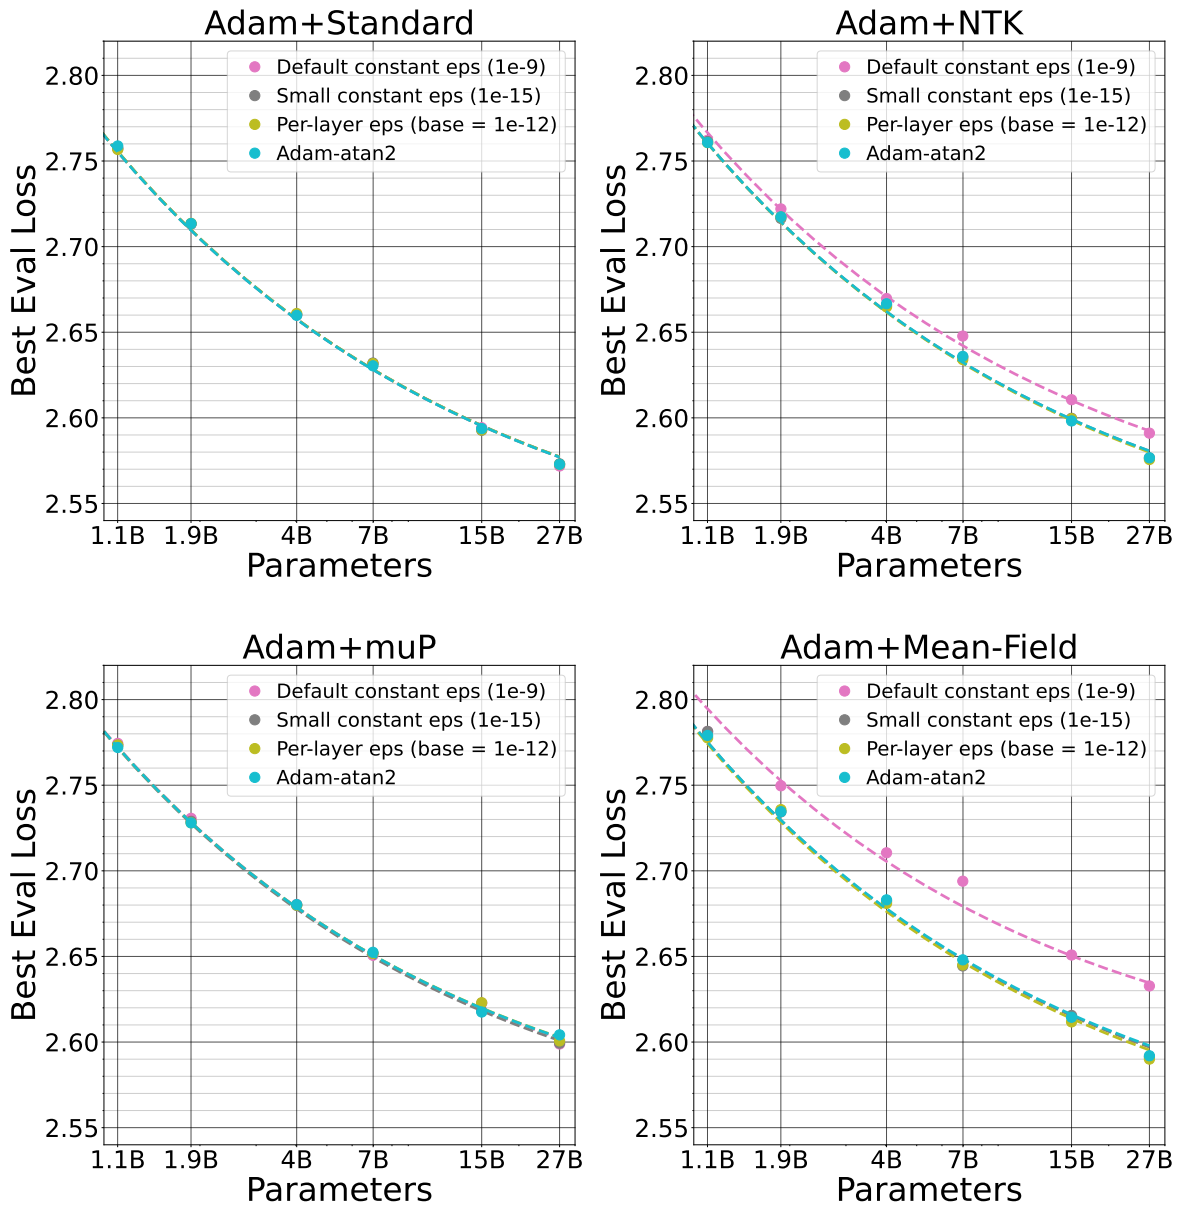 Adam+Standard
Best Eval Loss
2.80
2.75
2.70
2.65
2.60
2.55
Default constant eps (1e-9)
Small constant eps (1e-15)
Per-layer eps (base = 1e-12)
Adam-atan2
1.1B 1.9B 4B 7B 15B 27B
Parameters
Adam+NTK
Best Eval Loss
2.80
2.75
2.70
2.65
2.60
2.55
Default constant eps (1e-9)
Small constant eps (1e-15)
Per-layer eps (base = 1e-12)
Adam-atan2
1.1B 1.9B 4B 7B 15B 27B
Parameters
Adam+muP
Best Eval Loss
2.80
2.75
2.70
2.65
2.60
2.55
Default constant eps (1e-9)
Small constant eps (1e-15)
Per-layer eps (base = 1e-12)
Adam-atan2
1.1B 1.9B 4B 7B 15B 27B
Parameters
Adam+Mean-Field
Best Eval Loss
2.80
2.75
2.70
2.65
2.60
2.55
Default constant eps (1e-9)
Small constant eps (1e-15)
Per-layer eps (base = 1e-12)
Adam-atan2
1.1B 1.9B 4B 7B 15B 27B
Parameters